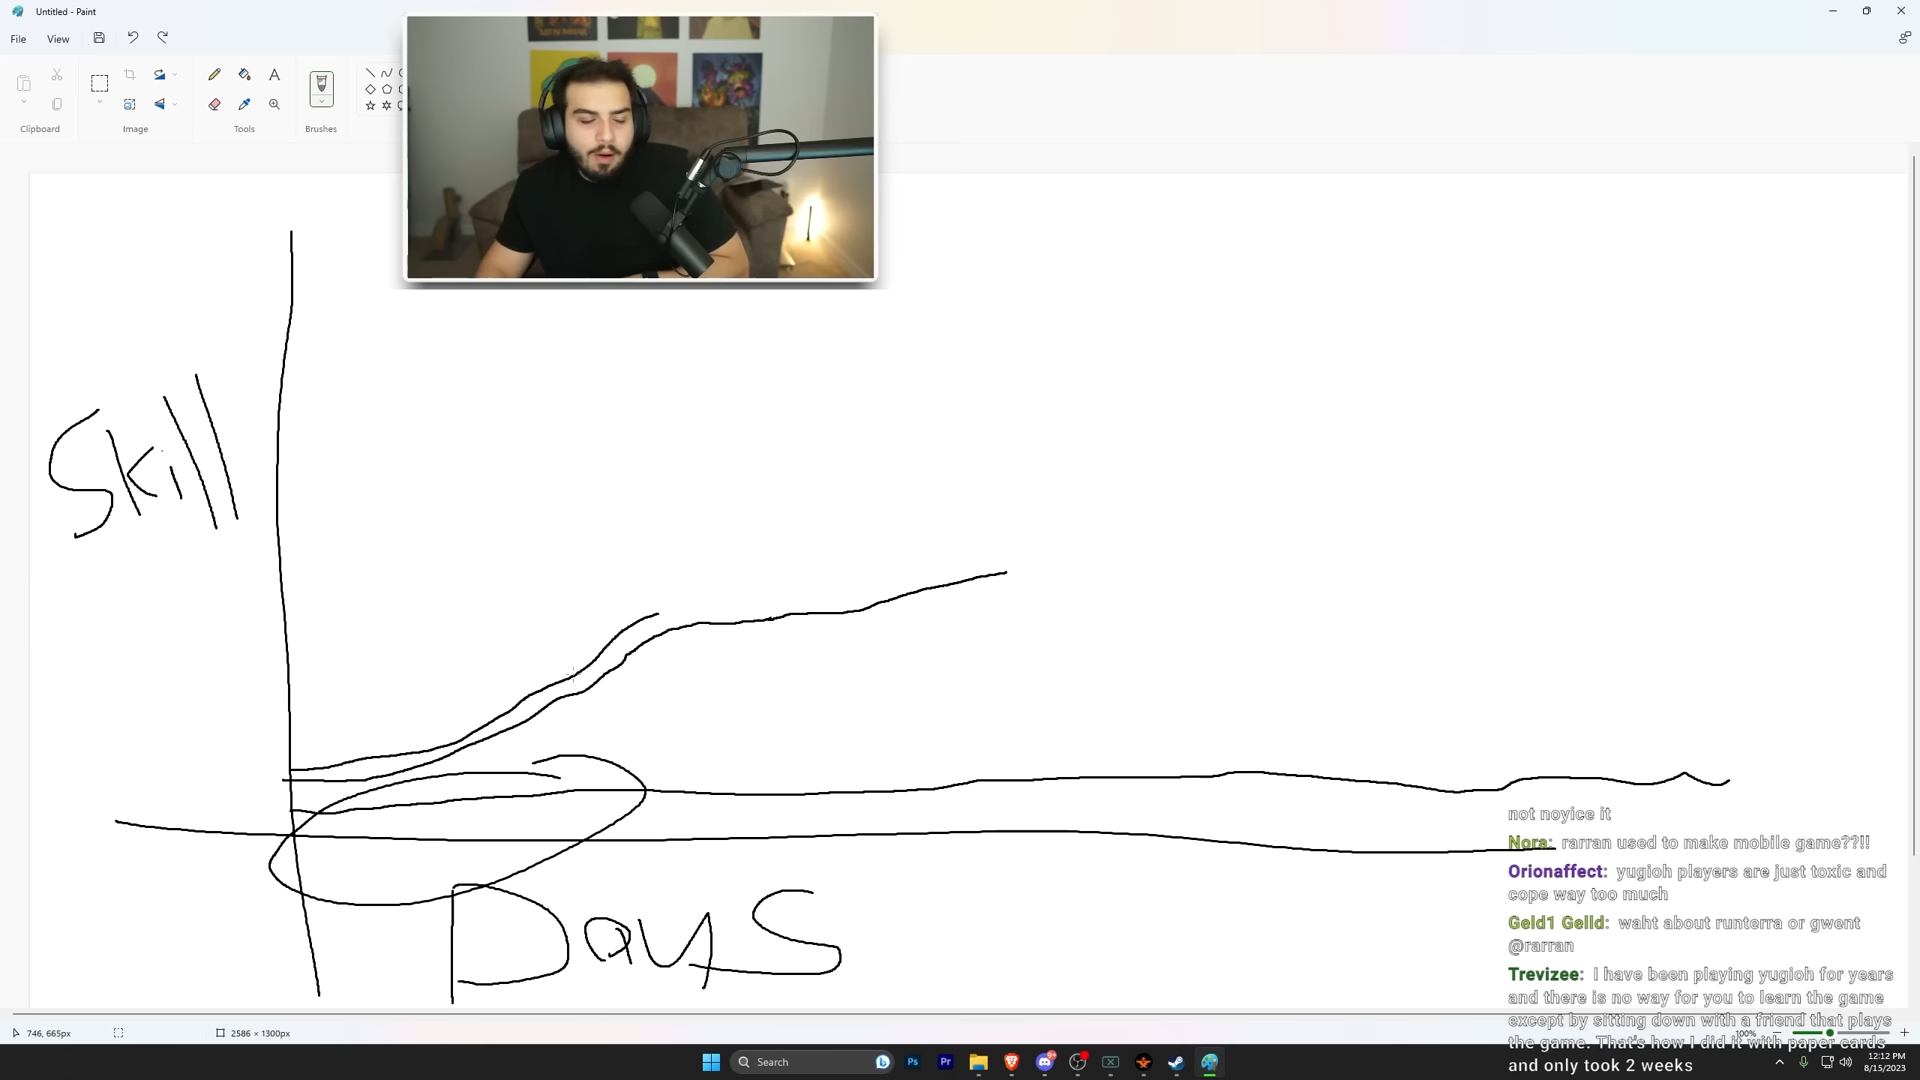 Untitled - Paint
File
View
Clipboard
Image
Tools
Brushes
Skill
Days
not noyice it
Nora: rarran used to make mobile game??!!
Orionaffect: yugioh players are just toxic and
cope way too much
Geld1 Gelld: waht about runterra or gwent
@rarran
Trevizee: I have been playing yugioh for years
and there is no way for you to learn the game
except by sitting down with a friend that plays
the game. That's how I did it with paper cards
and only took 2 weeks
746, 665px
2586 × 1300px
100%
Search
Ps
Pr
12:12 PM
8/15/2023